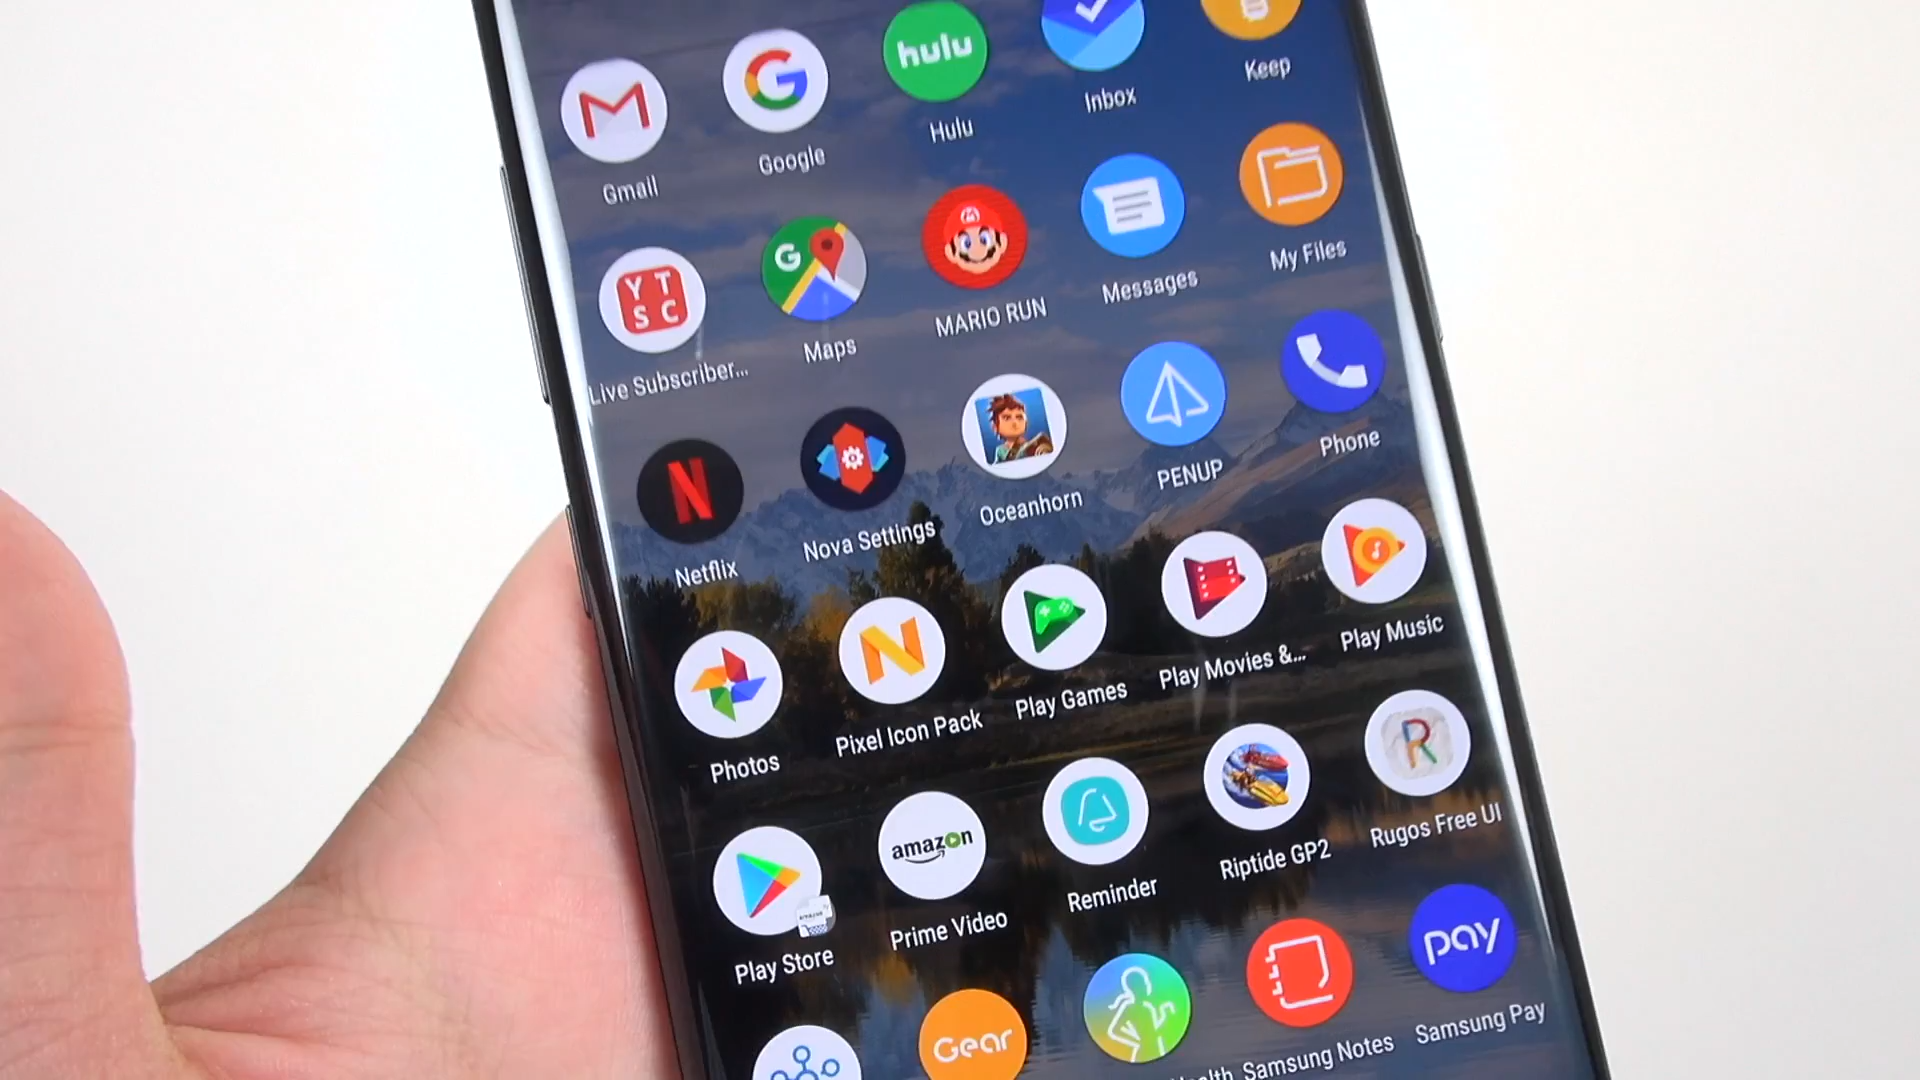 hulu
Gmail
Google
Hulu
Inbox
Keep
Y T
S C
G
M
Live Subscriber...
Maps
MARIO RUN
Messages
My Files
N
Netflix
Nova Settings
Oceanhorn
PENUP
Phone
N
Photos
Pixel Icon Pack
Play Games
Play Movies &...
Play Music
amazon
R
Play Store
Prime Video
Reminder
Riptide GP2
Rugos Free UI
Gear
pay
Samsung Notes
Samsung Pay